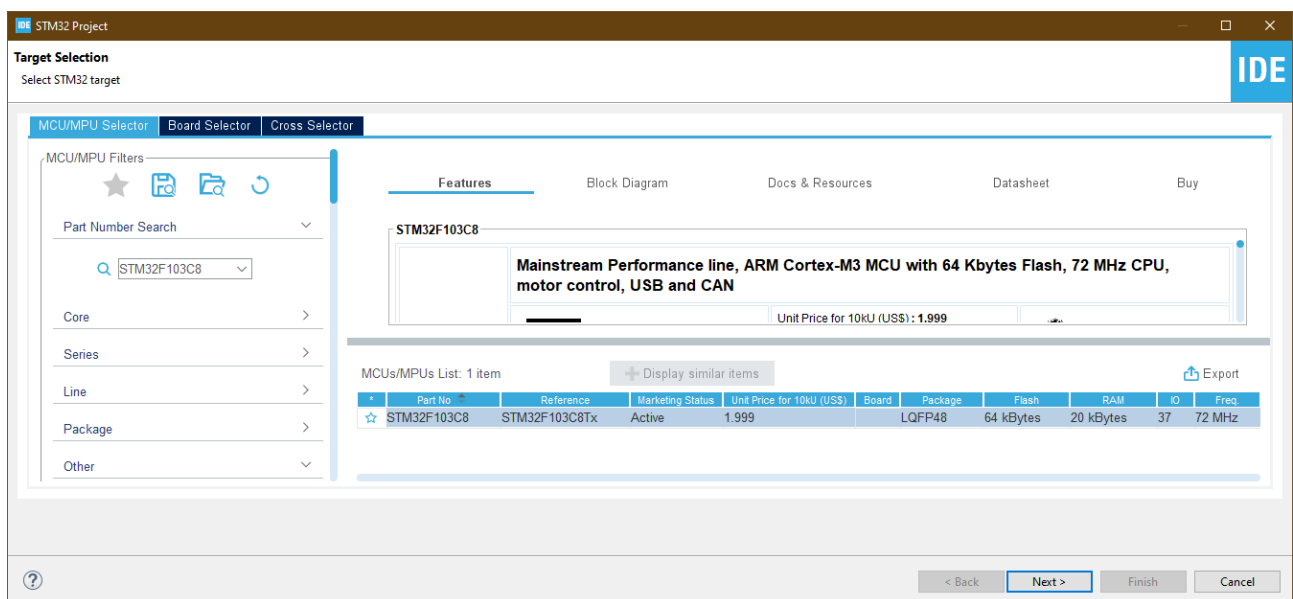 IDE STM32 Project
Target Selection
Select STM32 target
IDE
MCU/MPU Selector Board Selector Cross Selector
MCU/MPU Filters
Part Number Search
STM32F103C8
Core
Series
Line
Package
Other
Features Block Diagram Docs & Resources Datasheet Buy
STM32F103C8
Mainstream Performance line, ARM Cortex-M3 MCU with 64 Kbytes Flash, 72 MHz CPU,
motor control, USB and CAN
Unit Price for 10kU (US$) : 1.999
MCUs/MPUs List: 1 item Display similar items Export
* Part No Reference Marketing Status Unit Price for 10kU (US$) Board Package Flash RAM IO Freq.
STM32F103C8 STM32F103C8Tx Active 1.999 LQFP48 64 kBytes 20 kBytes 37 72 MHz
? < Back Next > Finish Cancel